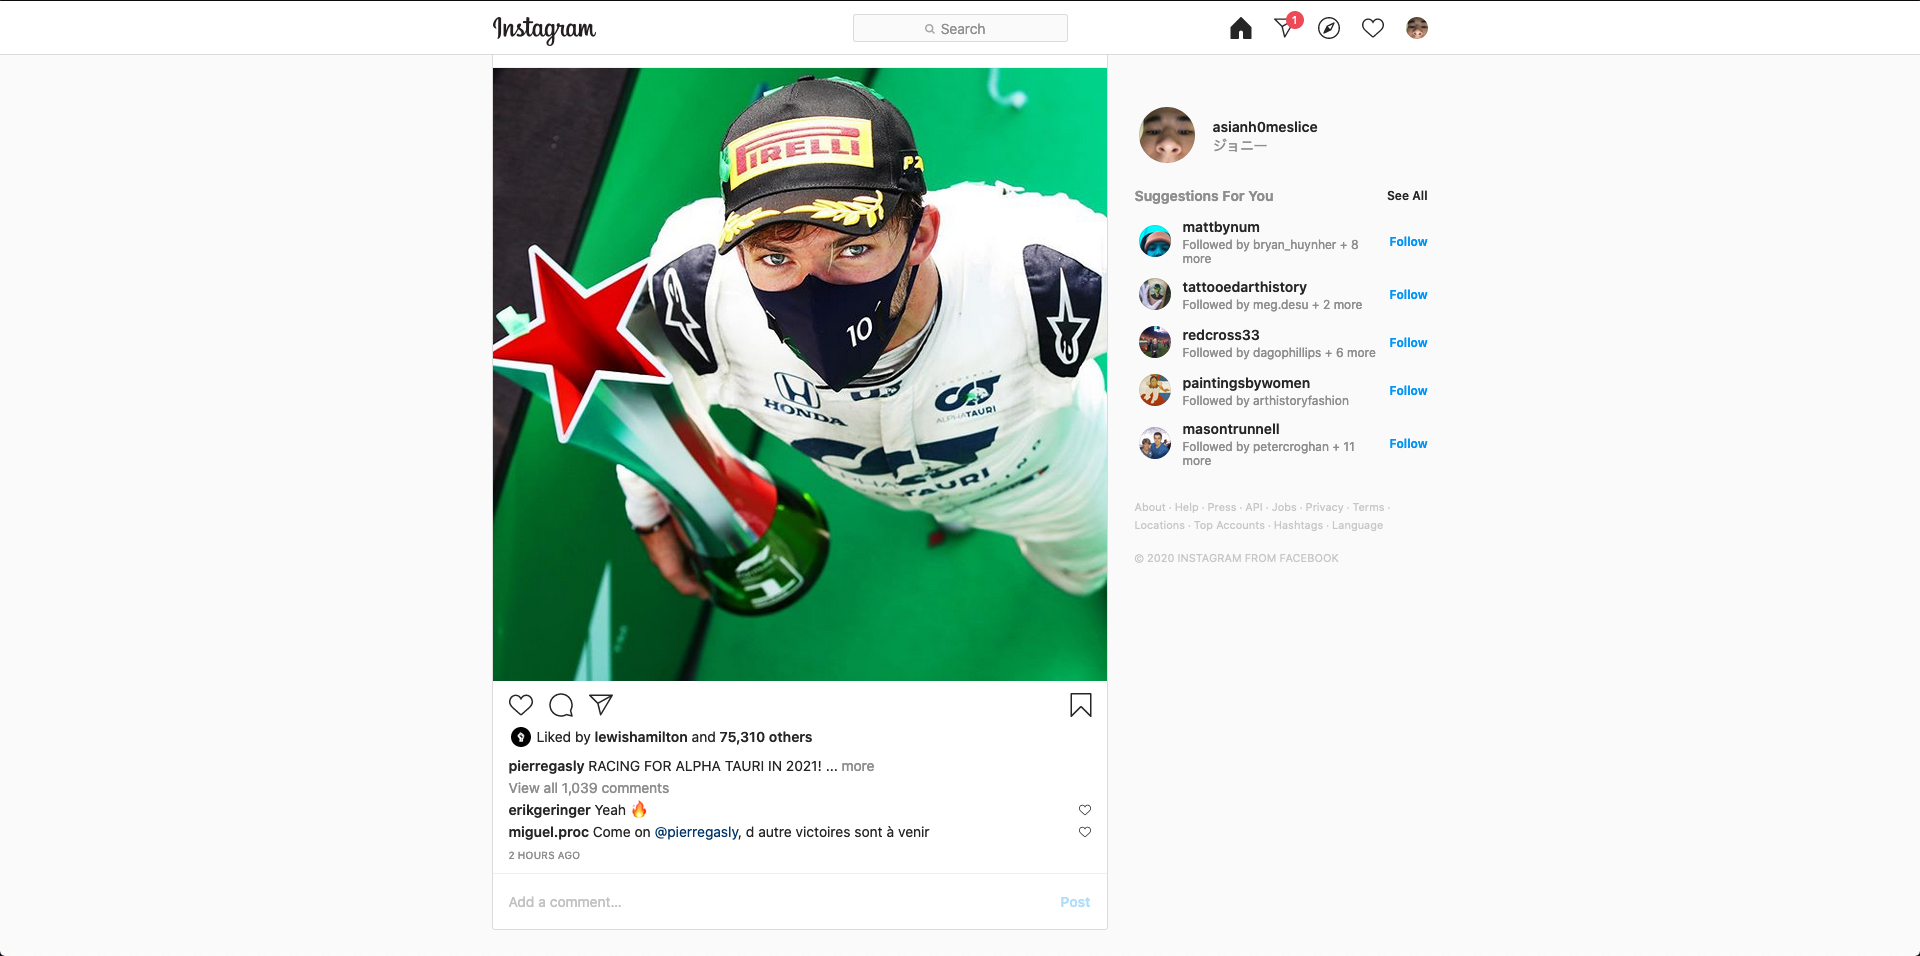 Instagram
Search
1
PIRELLI
10
HONDA
ALPHATAURI
TAURI
1
asianh0meslice
ジョニー
Suggestions For You
See All
mattbynum
Followed by bryan_huynher + 8
more
Follow
tattooedarthistory
Followed by meg.desu + 2 more
Follow
redcross33
Followed by dagophillips + 6 more
Follow
paintingsbywomen
Followed by arthistoryfashion
Follow
masontrunnell
Followed by petercroghan + 11
more
Follow
About · Help · Press · API · Jobs · Privacy · Terms ·
Locations · Top Accounts · Hashtags · Language
© 2020 INSTAGRAM FROM FACEBOOK
Liked by lewishamilton and 75,310 others
pierregasly RACING FOR ALPHA TAURI IN 2021! ... more
View all 1,039 comments
erikgeringer Yeah 🔥
miguel.proc Come on @pierregasly, d autre victoires sont à venir
2 HOURS AGO
Add a comment...
Post